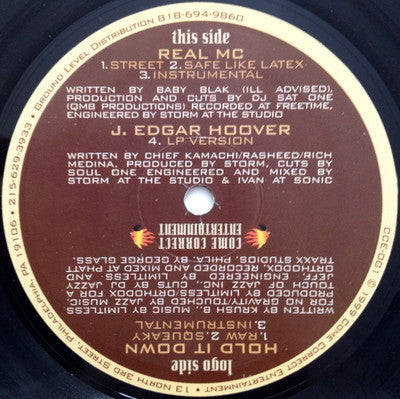 this side
REAL MC
1. STREET 2. SAFE LIKE LATEX
3. INSTRUMENTAL
WRITTEN BY BABY BLAK (ILL ADVISED),
PRODUCTION AND CUTS BY DJ SAT ONE
(QMB PRODUCTIONS) RECORDED AT FREETIME,
ENGINEERED BY STORM AT THE STUDIO
J. EDGAR HOOVER
4. LP VERSION
WRITTEN BY CHIEF KAMACHI/RASHEED/RICH
MEDINA, PRODUCED BY STORM, CUTS BY
SOUL ONE ENGINEERED AND MIXED BY
STORM AT THE STUDIO & IVAN AT SONIC
COME CORRECT
ENTERTAINMENT
logo side
HOLD IT DOWN
1. RAW 2. SQUEAKY
3. INSTRUMENTAL
WRITTEN BY KRUSH B. MUSIC BY LIMITLESS
FOR NO GRAVITY/TOUCHED BY JAZZ MUSIC.
PRODUCED BY LIMITLESS/ORTHODOX FOR A
TOUCH OF JAZZ INC., CUTS BY DJ JAZZY
JEFF, ENGINEERED BY LIMITLESS AND
ORTHODOX, RECORDED AND MIXED AT PHATT
TRAXX STUDIOS, PHILA. BY GEORGE GLASS.
CCE-001 © 1999 COME CORRECT ENTERTAINMENT • 13 NORTH 3RD STREET, PHILADELPHIA, PA 19106 • 215-629-3933 • GROUND LEVEL DISTRIBUTION 818-694-9860